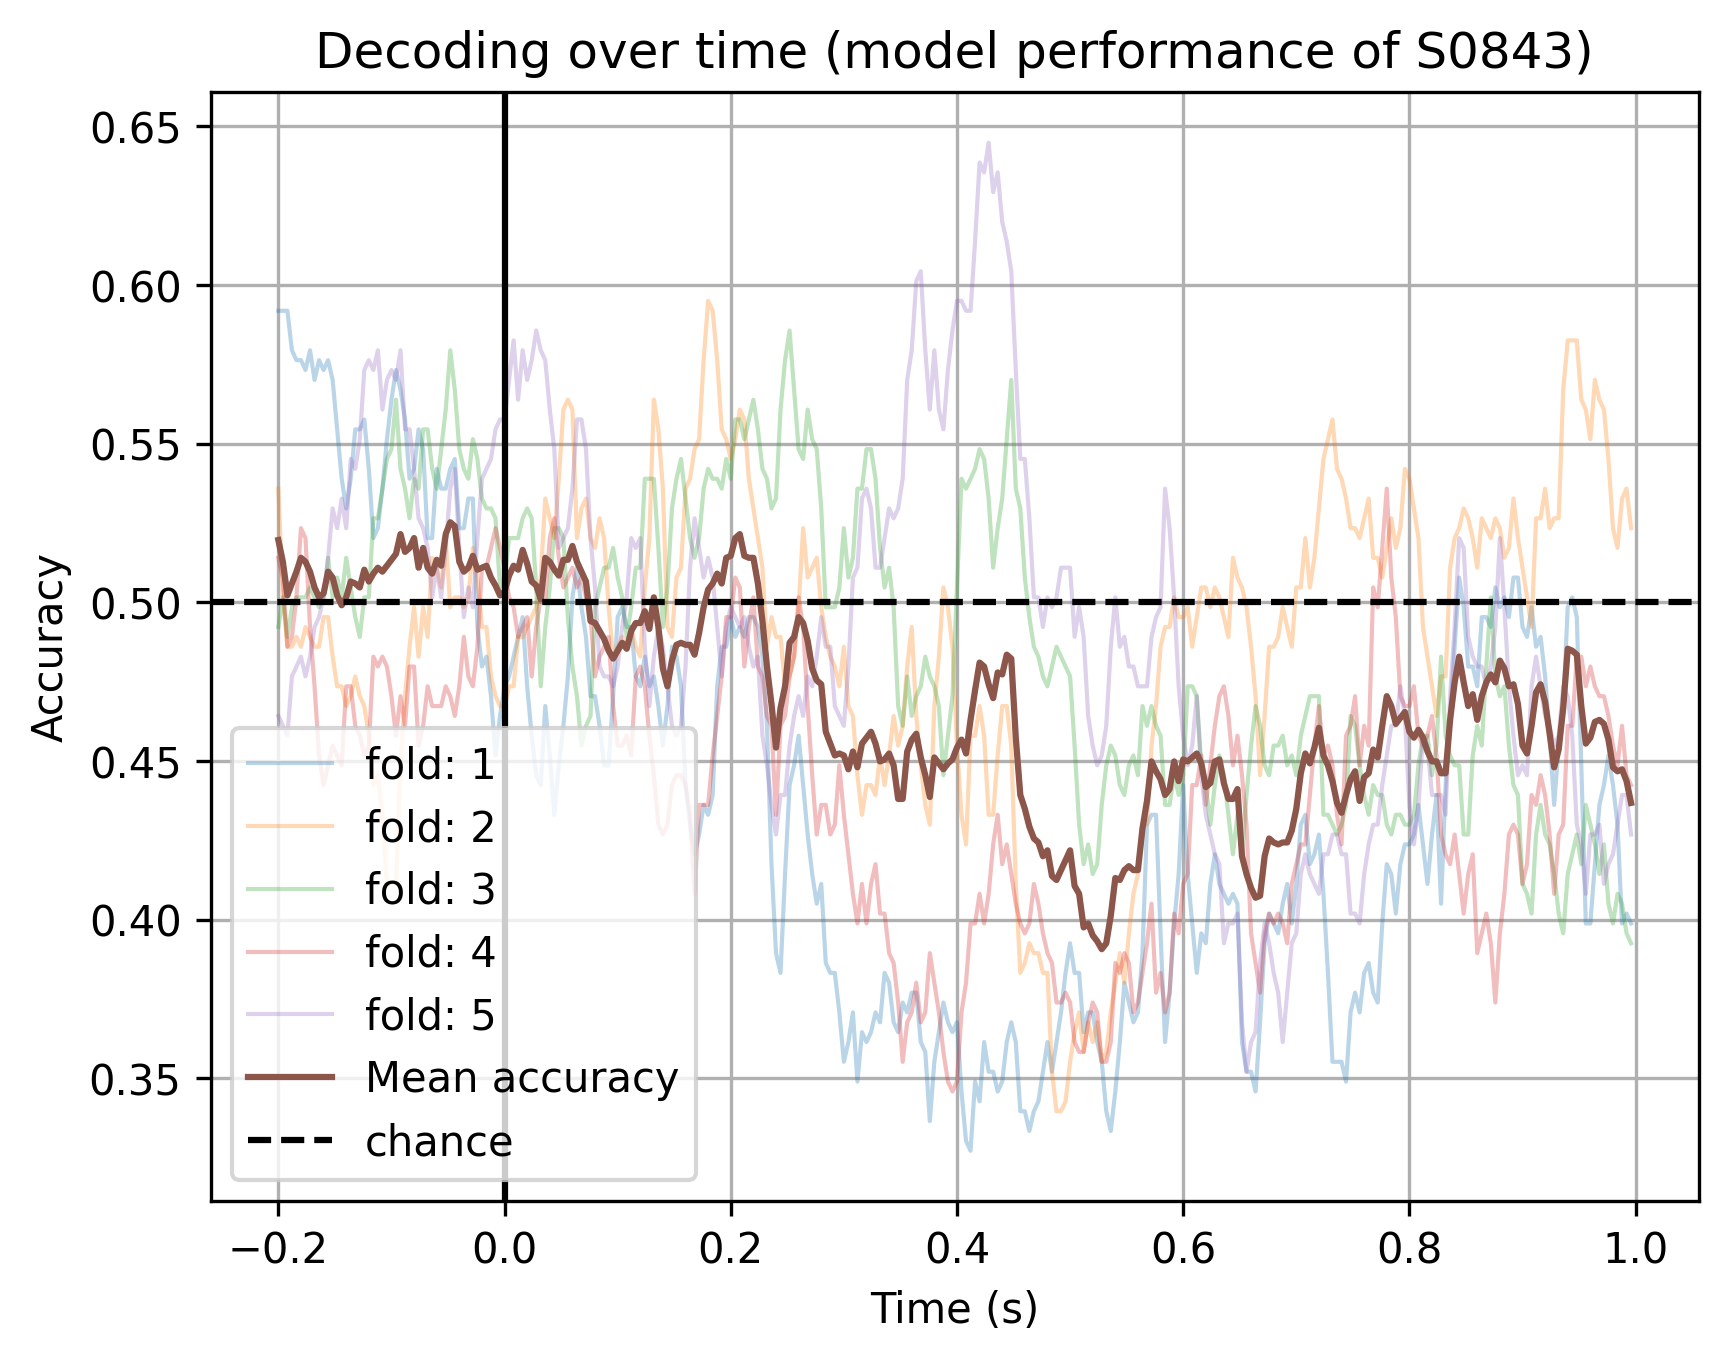 Decoding over time (model performance of S0843)
Accuracy
0.65
0.60
0.55
0.50
0.45
0.40
0.35
fold: 1
fold: 2
fold: 3
fold: 4
fold: 5
Mean accuracy
chance
−0.2
0.0
0.2
0.4
0.6
0.8
1.0
Time (s)